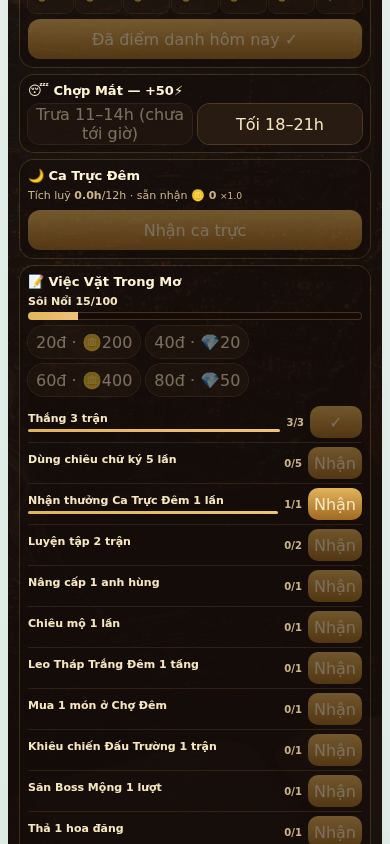 Đã điểm danh hôm nay ✓
😴 Chợp Mắt — +50⚡
Trưa 11–14h (chưa tới giờ)
Tối 18–21h
🌙 Ca Trực Đêm
Tích luỹ 0.0h/12h · sẵn nhận 🪙 0 ×1.0
Nhận ca trực
📝 Việc Vặt Trong Mơ
Sôi Nổi 15/100
20đ · 🪙200
40đ · 💎20
60đ · 🪙400
80đ · 💎50
Thắng 3 trận 3/3 ✓
Dùng chiêu chữ ký 5 lần 0/5 Nhận
Nhận thưởng Ca Trực Đêm 1 lần 1/1 Nhận
Luyện tập 2 trận 0/2 Nhận
Nâng cấp 1 anh hùng 0/1 Nhận
Chiêu mộ 1 lần 0/1 Nhận
Leo Tháp Trắng Đêm 1 tầng 0/1 Nhận
Mua 1 món ở Chợ Đêm 0/1 Nhận
Khiêu chiến Đấu Trường 1 trận 0/1 Nhận
Săn Boss Mộng 1 lượt 0/1 Nhận
Thả 1 hoa đăng 0/1 Nhận